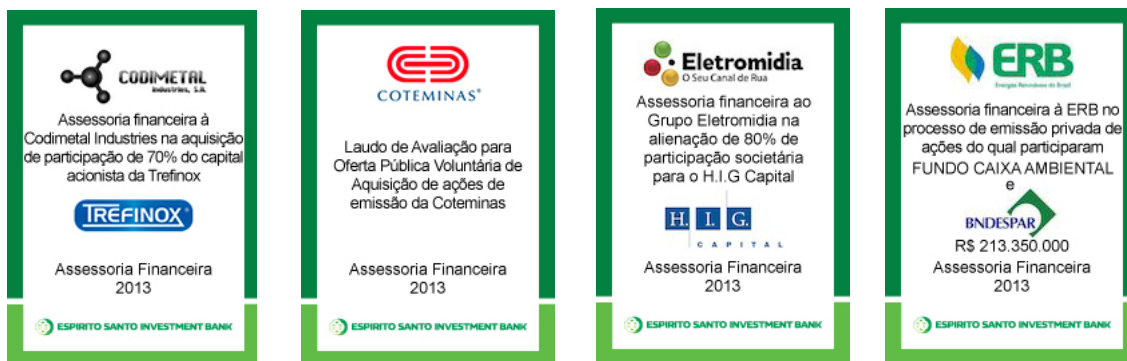 CODIMETAL
Industries, S.A.
Assessoria financeira à
Codimetal Industries na aquisição
de participação de 70% do capital
acionista da Trefinox
TREFINOX
Assessoria Financeira
2013
ESPIRITO SANTO INVESTMENT BANK
COTEMINAS
Laudo de Avaliação para
Oferta Pública Voluntária de
Aquisição de ações de
emissão da Coteminas
Assessoria Financeira
2013
ESPIRITO SANTO INVESTMENT BANK
Eletromidia
O Seu Canal de Rua
Assessoria financeira ao
Grupo Eletromidia na
alienação de 80% de
participação societária
para o H.I.G Capital
H. I. G.
CAPITAL
Assessoria Financeira
2013
ESPIRITO SANTO INVESTMENT BANK
ERB
Energias Renováveis do Brasil
Assessoria financeira à ERB no
processo de emissão privada de
ações do qual participaram
FUNDO CAIXA AMBIENTAL
e
BNDESPAR
R$ 213.350.000
Assessoria Financeira
2013
ESPIRITO SANTO INVESTMENT BANK